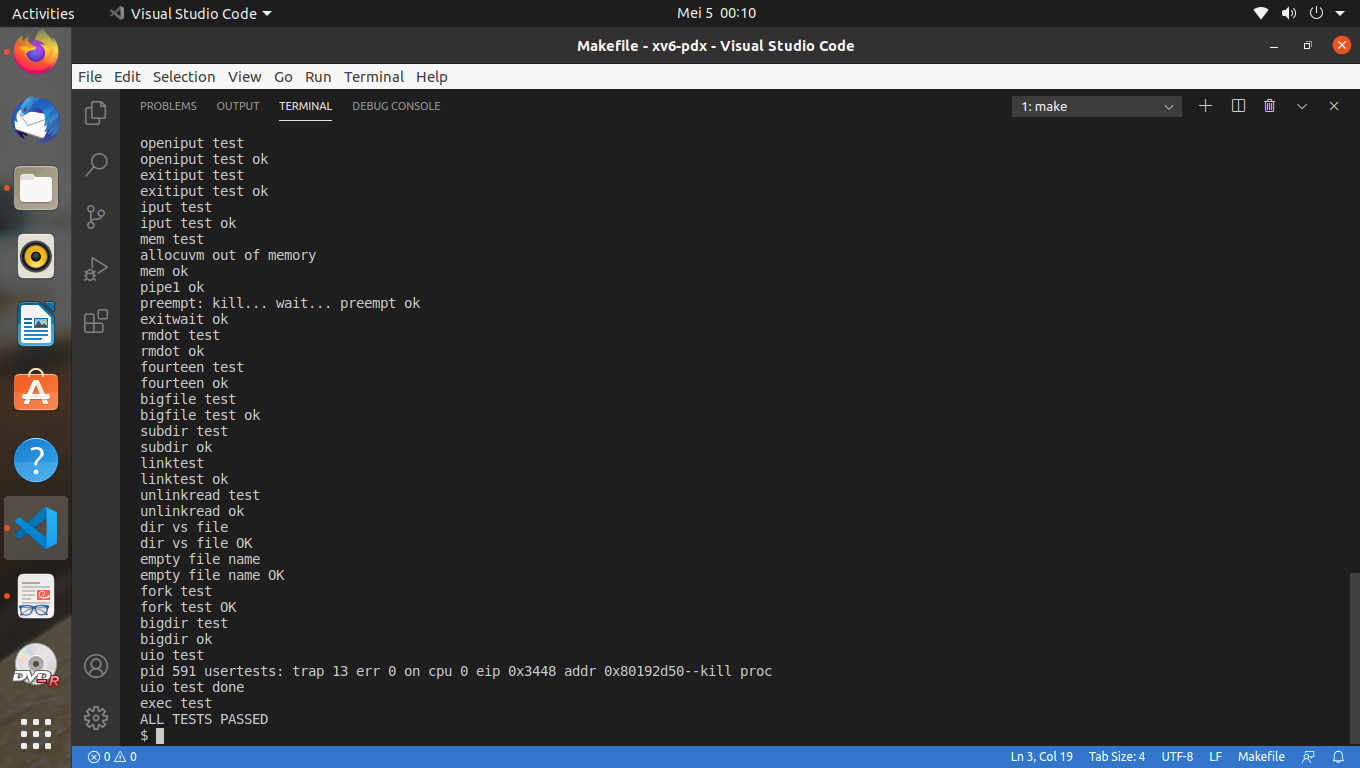 Activities Visual Studio Code Mei 5 00:10
Makefile - xv6-pdx - Visual Studio Code
File Edit Selection View Go Run Terminal Help
PROBLEMS OUTPUT TERMINAL DEBUG CONSOLE 1: make
openiput test
openiput test ok
exitiput test
exitiput test ok
iput test
iput test ok
mem test
allocuvm out of memory
mem ok
pipe1 ok
preempt: kill... wait... preempt ok
exitwait ok
rmdot test
rmdot ok
fourteen test
fourteen ok
bigfile test
bigfile test ok
subdir test
subdir ok
linktest
linktest ok
unlinkread test
unlinkread ok
dir vs file
dir vs file OK
empty file name
empty file name OK
fork test
fork test OK
bigdir test
bigdir ok
uio test
pid 591 usertests: trap 13 err 0 on cpu 0 eip 0x3448 addr 0x80192d50--kill proc
uio test done
exec test
ALL TESTS PASSED
$
DVD-R
0 0 Ln 3, Col 19 Tab Size: 4 UTF-8 LF Makefile